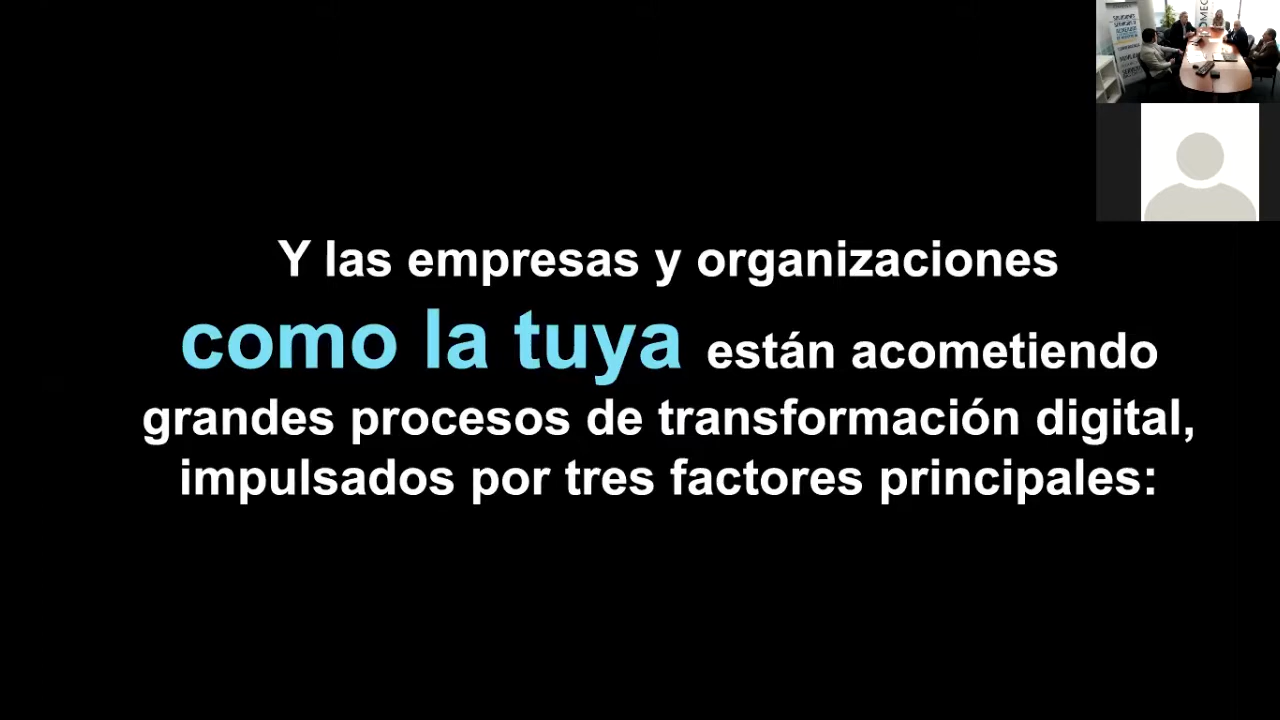 Y las empresas y organizaciones
como la tuya están acometiendo
grandes procesos de transformación digital,
impulsados por tres factores principales: